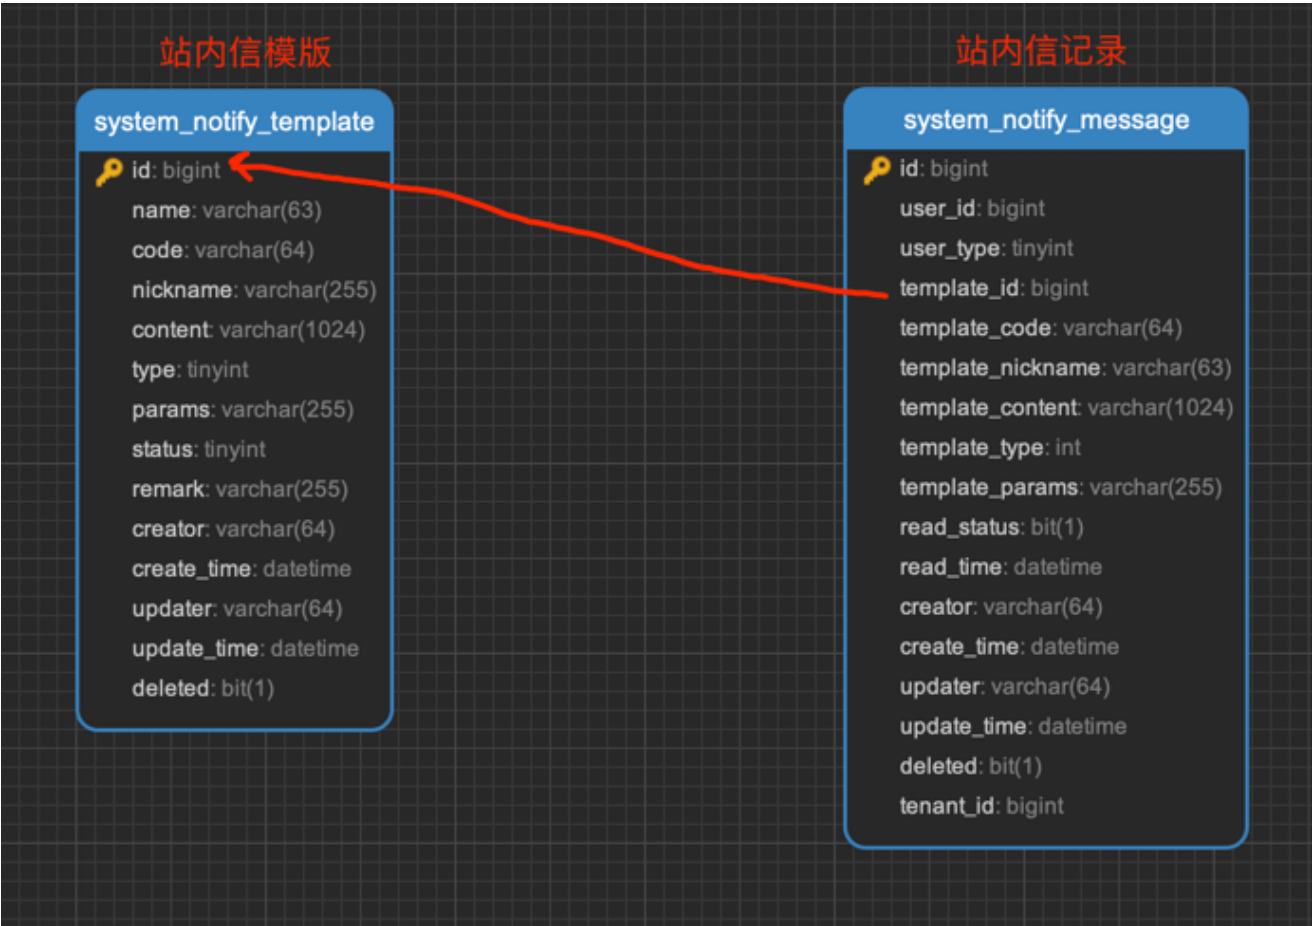 站内信模版
system_notify_template
id: bigint
name: varchar(63)
code: varchar(64)
nickname: varchar(255)
content: varchar(1024)
type: tinyint
params: varchar(255)
status: tinyint
remark: varchar(255)
creator: varchar(64)
create_time: datetime
updater: varchar(64)
update_time: datetime
deleted: bit(1)
站内信记录
system_notify_message
id: bigint
user_id: bigint
user_type: tinyint
template_id: bigint
template_code: varchar(64)
template_nickname: varchar(63)
template_content: varchar(1024)
template_type: int
template_params: varchar(255)
read_status: bit(1)
read_time: datetime
creator: varchar(64)
create_time: datetime
updater: varchar(64)
update_time: datetime
deleted: bit(1)
tenant_id: bigint